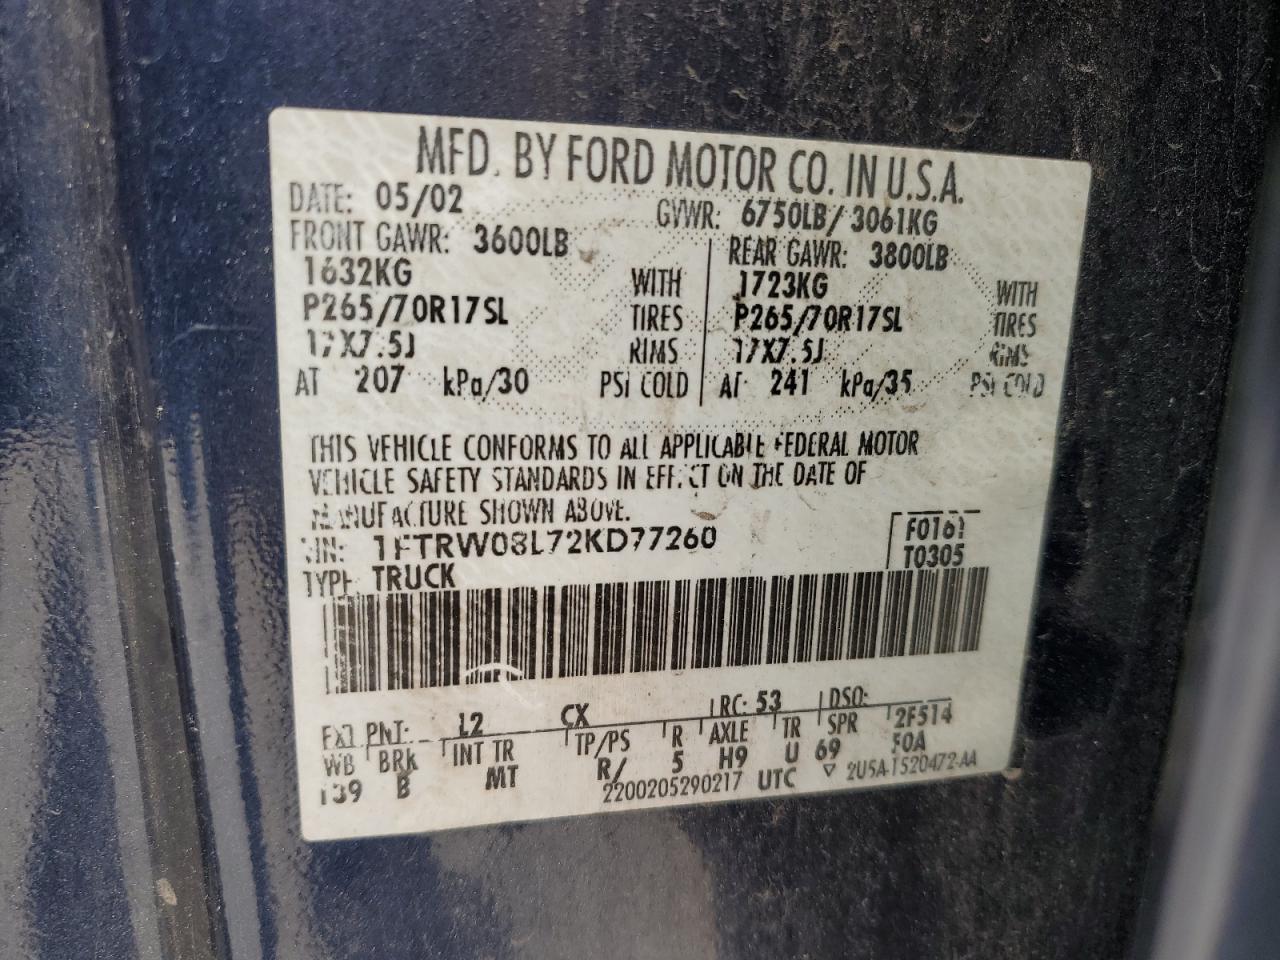 MFD. BY FORD MOTOR CO. IN U.S.A.
DATE: 05/02 GVWR: 6750LB/ 3061KG
FRONT GAWR: 3600LB REAR GAWR: 3800LB
1632KG WITH 1723KG WITH
P265/70R17SL TIRES P265/70R17SL TIRES
17X7.5J RIMS 17X7.5J RIMS
AT 207 kPa/30 PSI COLD AT 241 kPa/35 PSI COLD
THIS VEHICLE CONFORMS TO ALL APPLICABLE FEDERAL MOTOR
VEHICLE SAFETY STANDARDS IN EFFECT ON THE DATE OF
MANUFACTURE SHOWN ABOVE.
VIN: 1FTRW08L72KD77260 F0161
TYPE: TRUCK T0305
EXT PNT: L2 CX RC: 53 DSO:
WB BRK INT TR TP/PS R AXLE TR SPR 2F514
139 B MT R/ 5 H9 U 69 50A
2200205290217 UTC ▽ 2U5A-1520472-AA